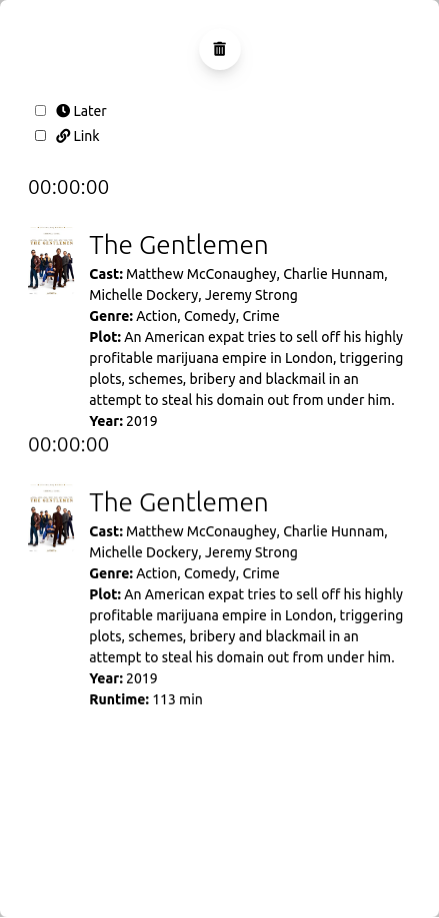 Later
Link
00:00:00
THE GENTLEMEN
The Gentlemen
Cast: Matthew McConaughey, Charlie Hunnam,
Michelle Dockery, Jeremy Strong
Genre: Action, Comedy, Crime
Plot: An American expat tries to sell off his highly
profitable marijuana empire in London, triggering
plots, schemes, bribery and blackmail in an
attempt to steal his domain out from under him.
Year: 2019
00:00:00
THE GENTLEMEN
The Gentlemen
Cast: Matthew McConaughey, Charlie Hunnam,
Michelle Dockery, Jeremy Strong
Genre: Action, Comedy, Crime
Plot: An American expat tries to sell off his highly
profitable marijuana empire in London, triggering
plots, schemes, bribery and blackmail in an
attempt to steal his domain out from under him.
Year: 2019
Runtime: 113 min